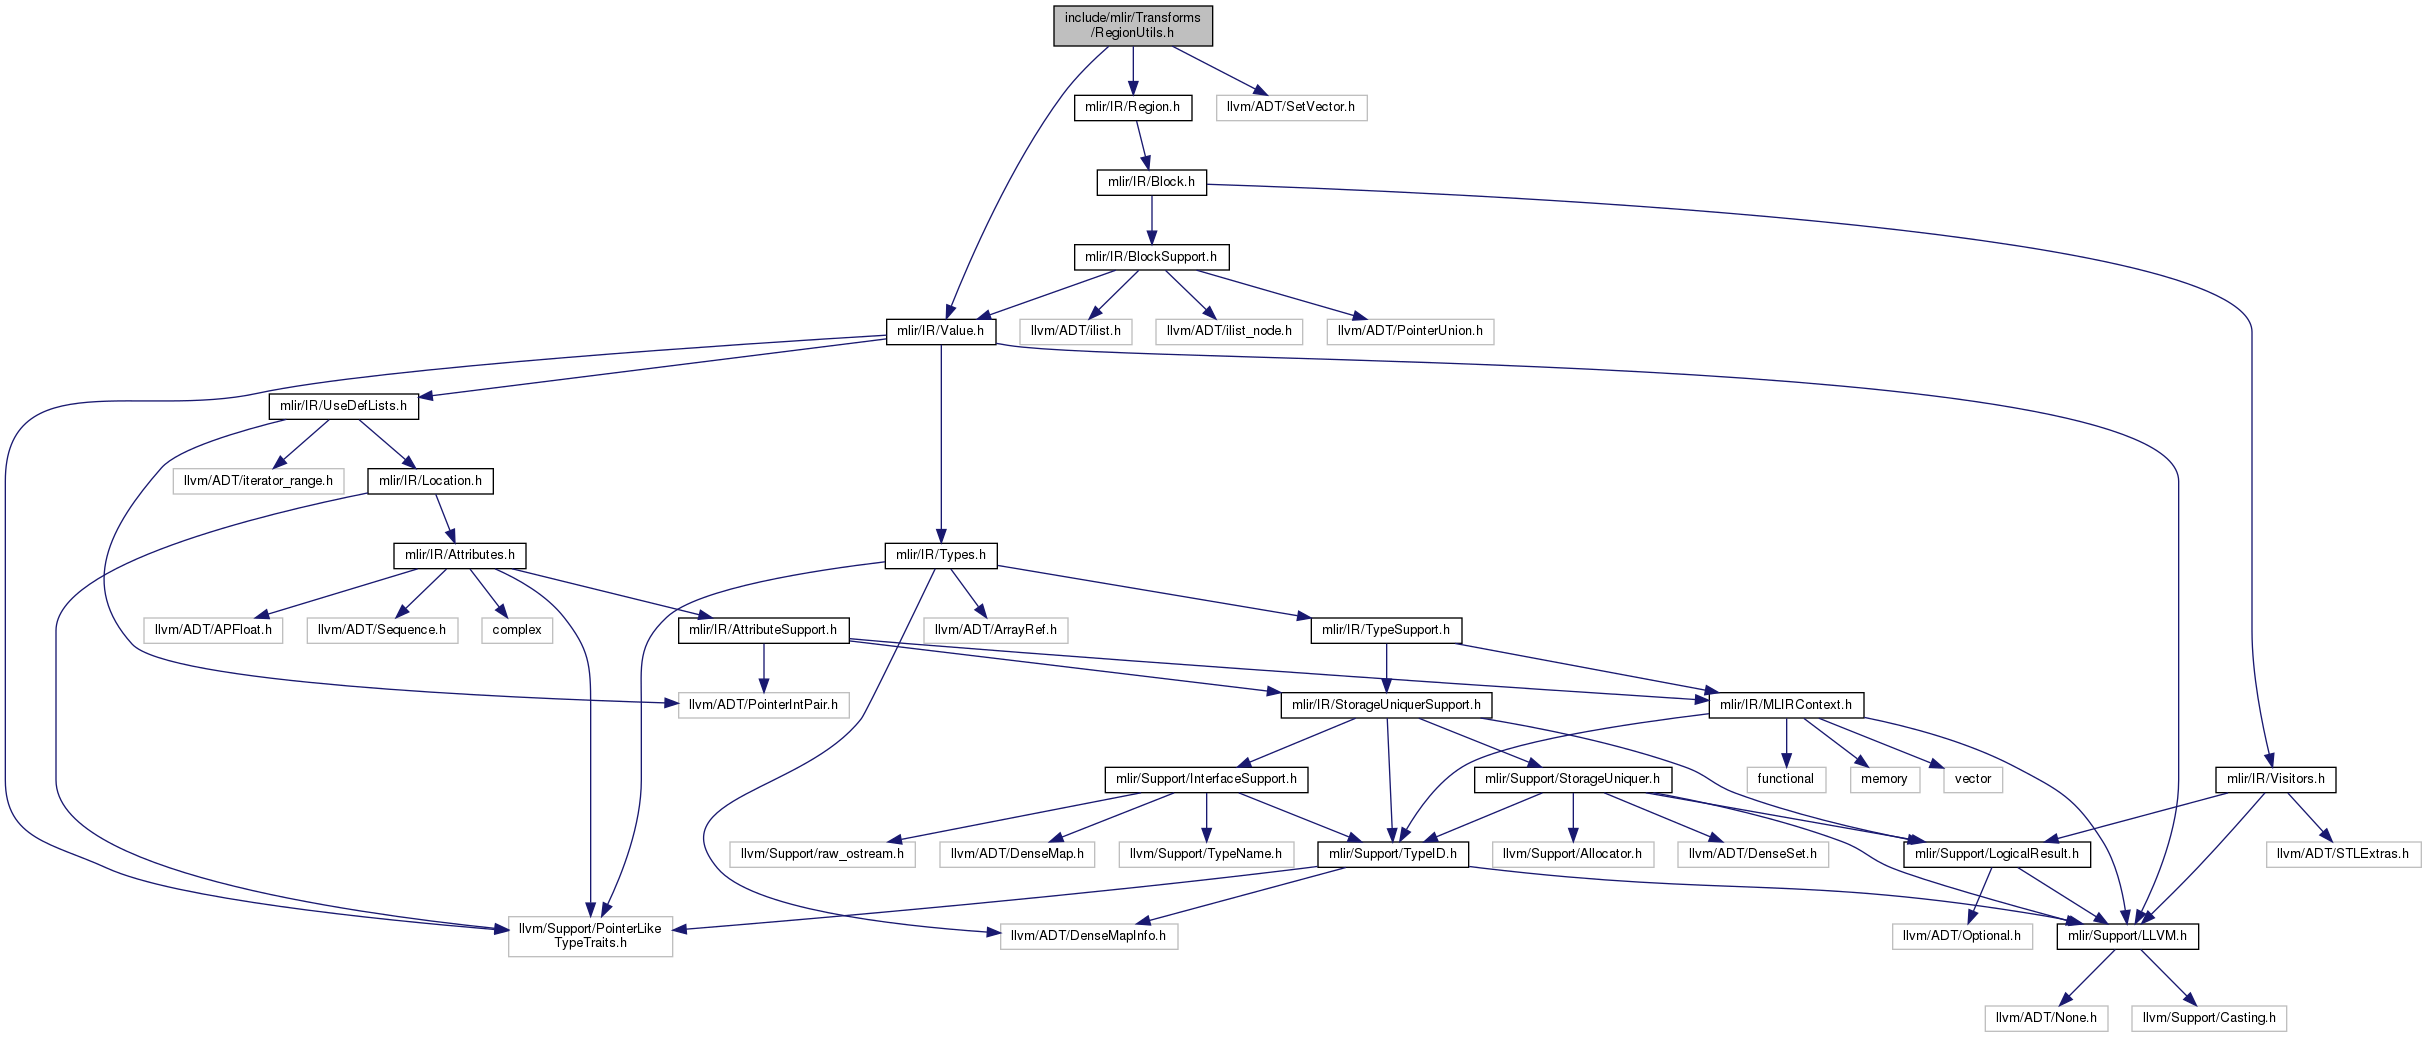 include/mlir/Transforms
/RegionUtils.h
mlir/IR/Region.h
llvm/ADT/SetVector.h
mlir/IR/Block.h
mlir/IR/BlockSupport.h
mlir/IR/Value.h
llvm/ADT/ilist.h
llvm/ADT/ilist_node.h
llvm/ADT/PointerUnion.h
mlir/IR/UseDefLists.h
llvm/ADT/iterator_range.h
mlir/IR/Location.h
mlir/IR/Attributes.h
mlir/IR/Types.h
llvm/ADT/APFloat.h
llvm/ADT/Sequence.h
complex
mlir/IR/AttributeSupport.h
llvm/ADT/ArrayRef.h
mlir/IR/TypeSupport.h
llvm/ADT/PointerIntPair.h
mlir/IR/StorageUniquerSupport.h
mlir/IR/MLIRContext.h
mlir/Support/InterfaceSupport.h
mlir/Support/StorageUniquer.h
functional
memory
vector
mlir/IR/Visitors.h
llvm/Support/raw_ostream.h
llvm/ADT/DenseMap.h
llvm/Support/TypeName.h
mlir/Support/TypeID.h
llvm/Support/Allocator.h
llvm/ADT/DenseSet.h
mlir/Support/LogicalResult.h
llvm/ADT/STLExtras.h
llvm/Support/PointerLike
TypeTraits.h
llvm/ADT/DenseMapInfo.h
llvm/ADT/Optional.h
mlir/Support/LLVM.h
llvm/ADT/None.h
llvm/Support/Casting.h